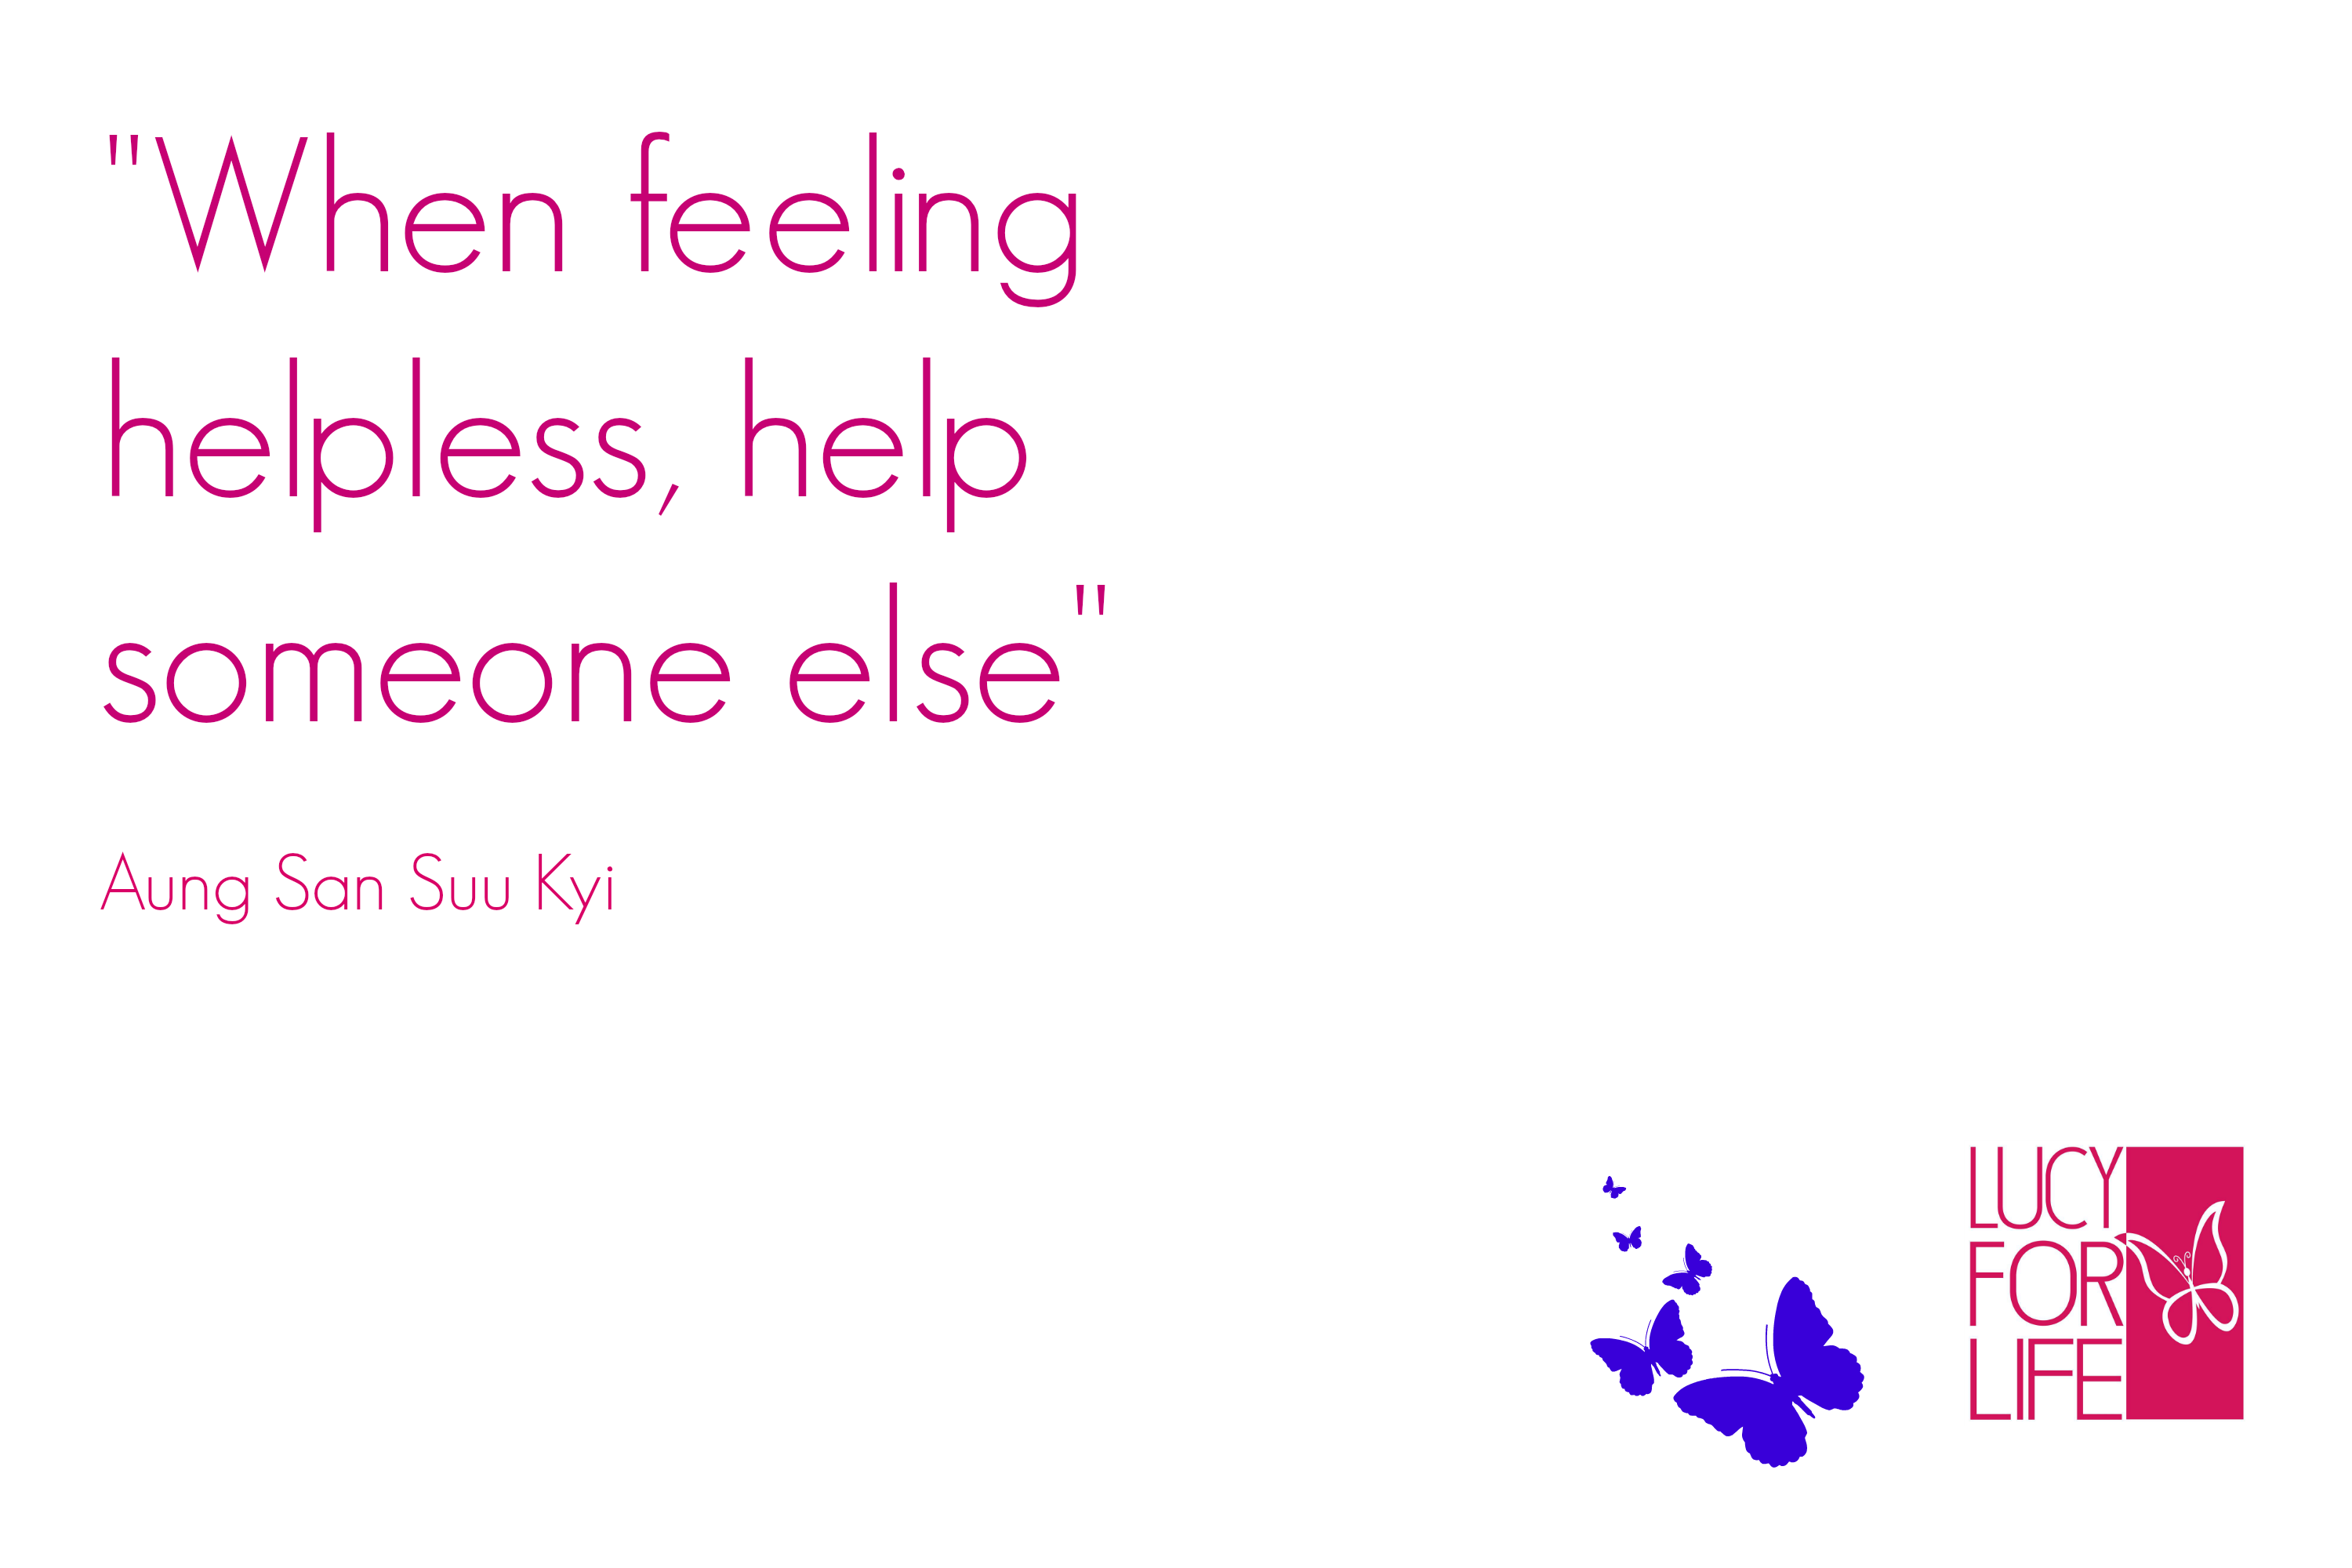 "When feeling
helpless, help
someone else"
Aung San Suu Kyi
LUCY
FOR
LIFE